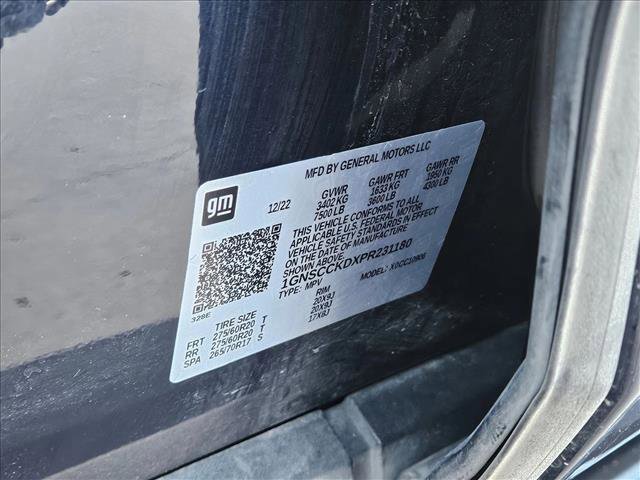 MFD BY GENERAL MOTORS LLC
gm
12/22
GVWR GAWR FRT GAWR RR
3402 KG 1633 KG 1950 KG
7500 LB 3600 LB 4300 LB
THIS VEHICLE CONFORMS TO ALL
APPLICABLE U.S. FEDERAL MOTOR
VEHICLE SAFETY STANDARDS IN EFFECT
ON THE DATE OF MANUFACTURE
SHOWN ABOVE.
1GNSCCKDXPR231180
TYPE: MPV MODEL: X0CC10906
328E
TIRE SIZE RIM
FRT 275/60R20 T 20X9J
RR 275/60R20 T 20X9J
SPA 265/70R17 S 17X8J